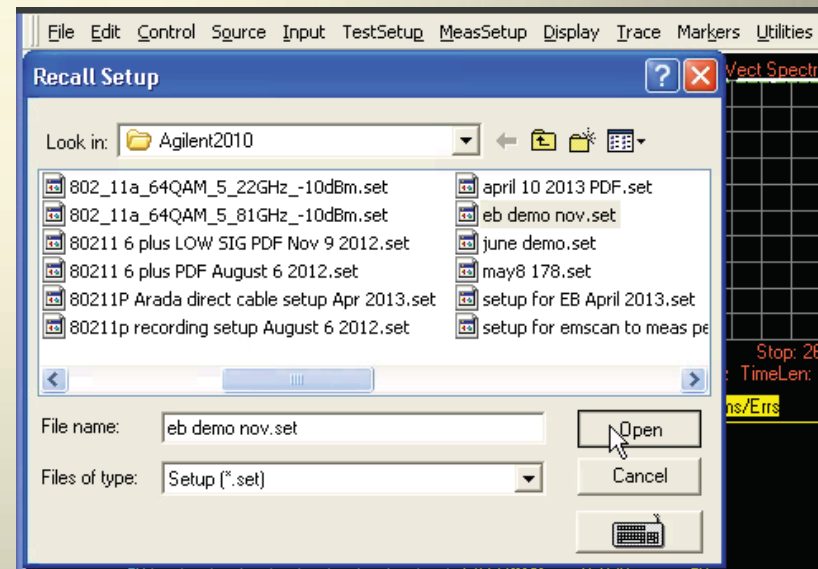 File Edit Control Source Input TestSetup MeasSetup Display Trace Markers Utilities
Recall Setup
Vect Spectr
Look in: Agilent2010
802_11a_64QAM_5_22GHz_-10dBm.set
802_11a_64QAM_5_81GHz_-10dBm.set
80211 6 plus LOW SIG PDF Nov 9 2012.set
80211 6 plus PDF August 6 2012.set
80211P Arada direct cable setup Apr 2013.set
80211p recording setup August 6 2012.set
april 10 2013 PDF.set
eb demo nov.set
june demo.set
may8 178.set
setup for EB April 2013.set
setup for emscan to meas pe
Stop: 26
TimeLen:
ns/Errs
File name: eb demo nov.set
Open
Files of type: Setup (*.set)
Cancel